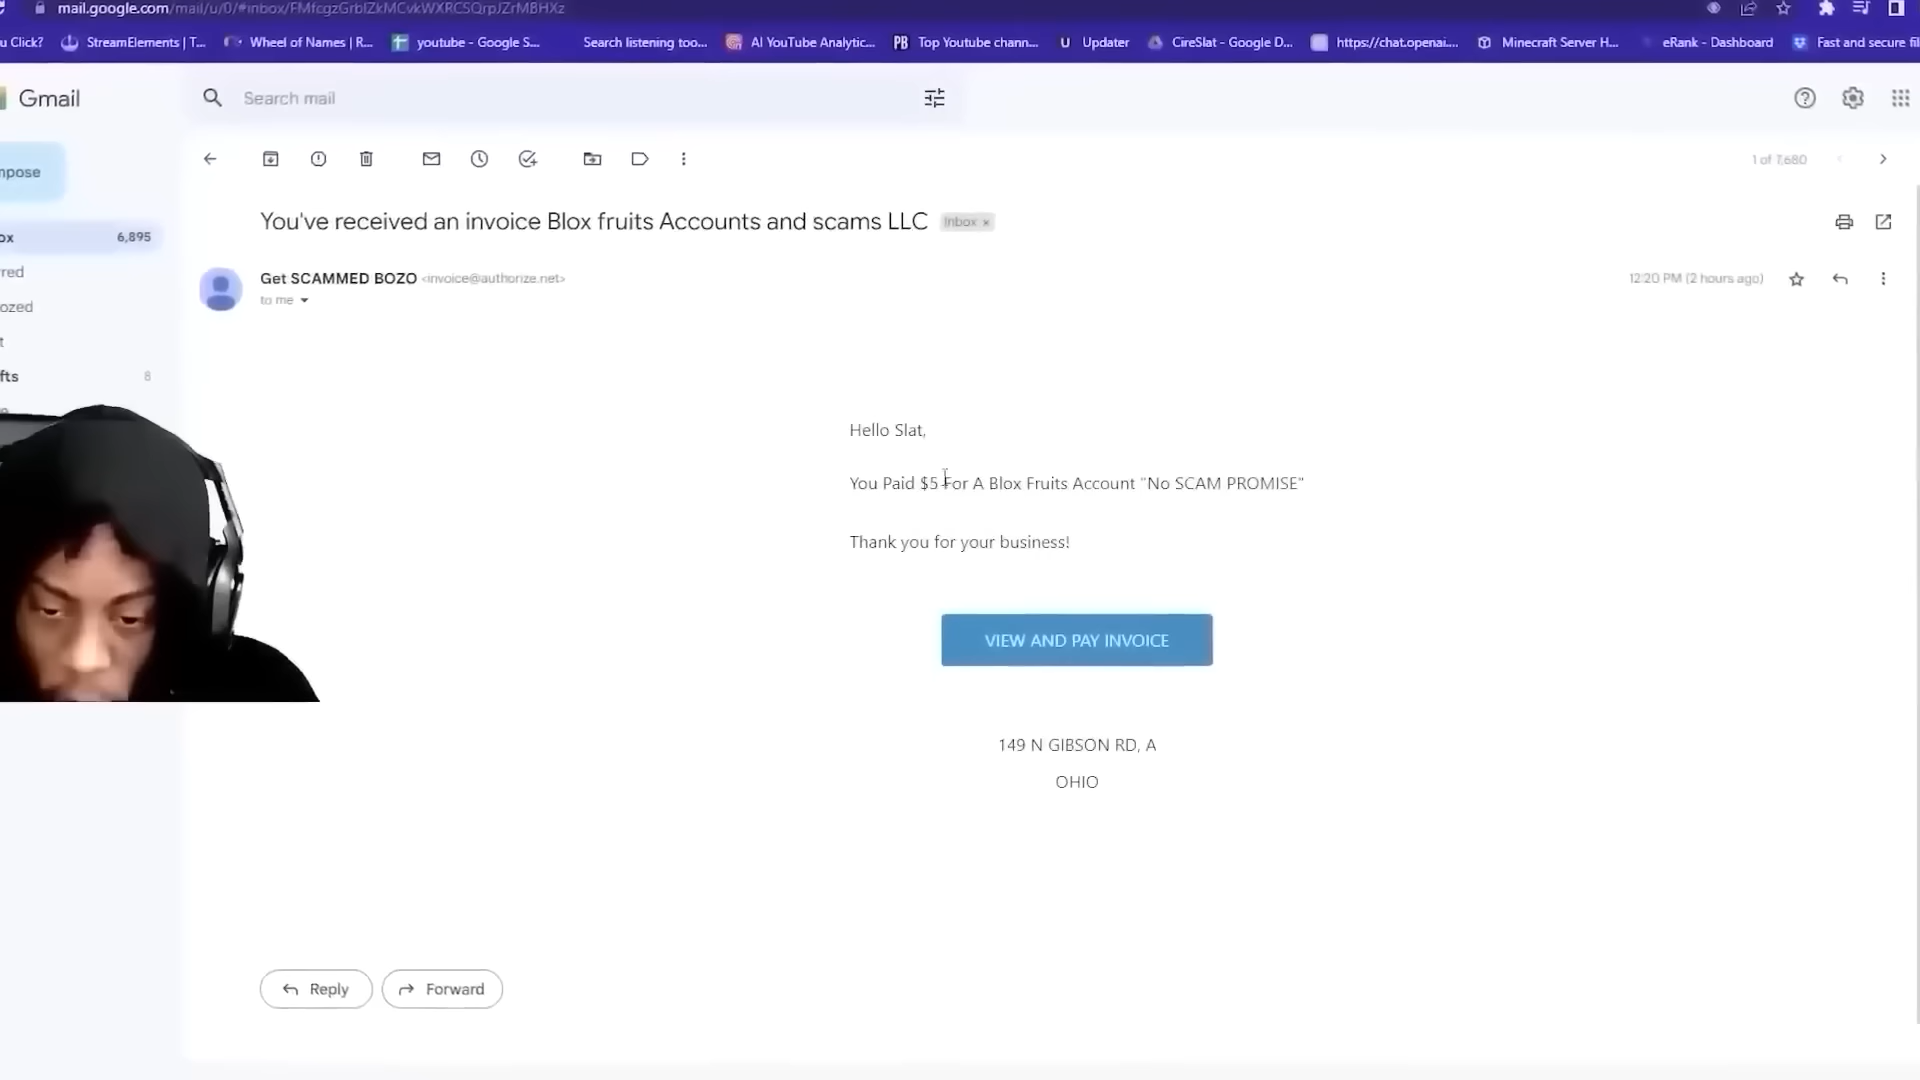 mail.google.com/mail/u/0/#inbox/FMfcgzGrblZkMCvkWXRCSQrpJZrMBHXz
u Click?
StreamElements | T...
Wheel of Names | R...
youtube - Google S...
Search listening too...
AI YouTube Analytic...
PB Top Youtube chann...
U Updater
CireSlat - Google D...
https://chat.openai....
Minecraft Server H...
eRank - Dashboard
Fast and secure fil
Gmail
Search mail
mpose
1 of 7,680
You've received an invoice Blox fruits Accounts and scams LLC
Inbox ×
ox 6,895
Get SCAMMED BOZO <invoice@authorize.net>
12:20 PM (2 hours ago)
rred
to me
ozed
t
fts 8
Hello Slat,
You Paid $5 For A Blox Fruits Account "No SCAM PROMISE"
Thank you for your business!
VIEW AND PAY INVOICE
149 N GIBSON RD, A
OHIO
Reply
Forward